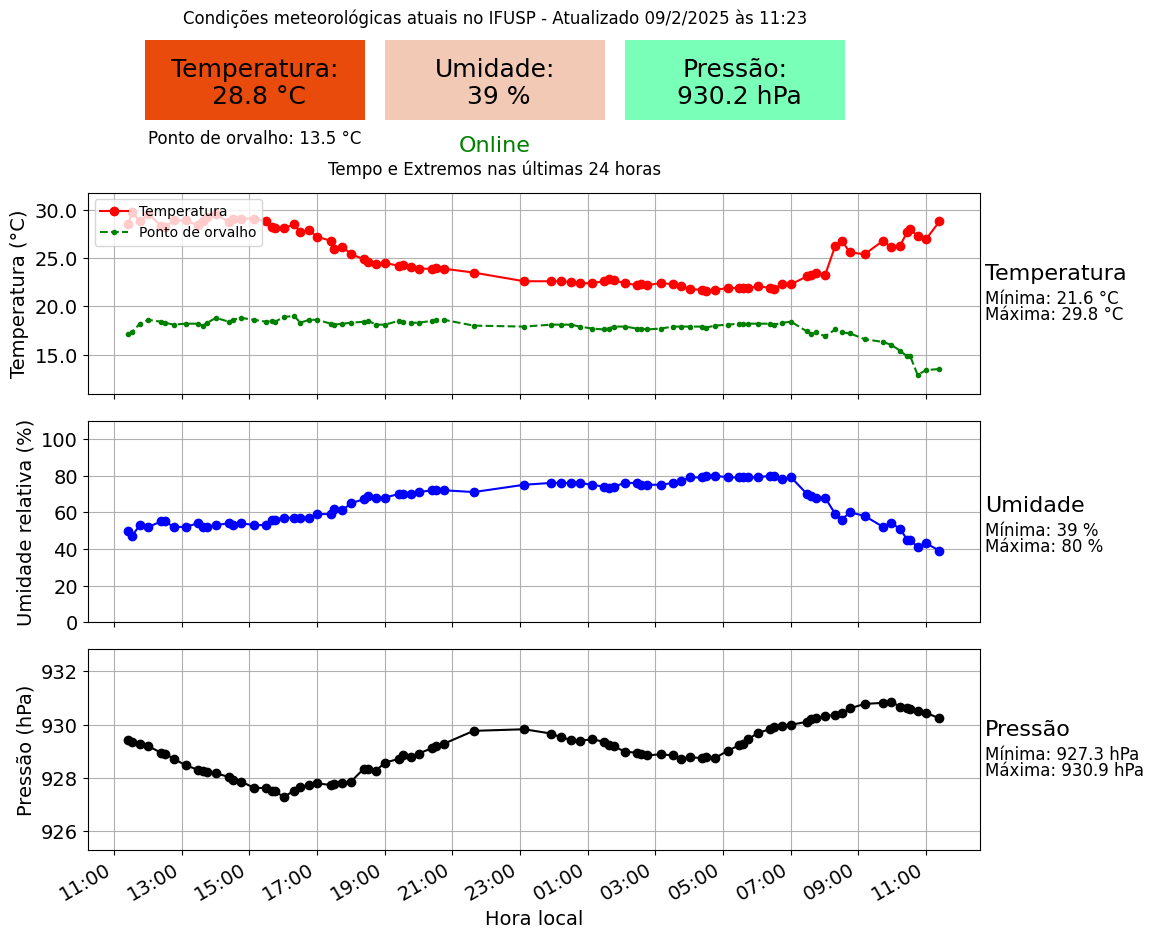 Condições meteorológicas atuais no IFUSP - Atualizado 09/2/2025 às 11:23
Temperatura:
28.8 °C
Umidade:
39 %
Pressão:
930.2 hPa
Ponto de orvalho: 13.5 °C
Online
Tempo e Extremos nas últimas 24 horas
Temperatura (°C)
30.0
25.0
20.0
15.0
Temperatura
Ponto de orvalho
Temperatura
Mínima: 21.6 °C
Máxima: 29.8 °C
Umidade relativa (%)
100
80
60
40
20
0
Umidade
Mínima: 39 %
Máxima: 80 %
Pressão (hPa)
932
930
928
926
Pressão
Mínima: 927.3 hPa
Máxima: 930.9 hPa
11:00 13:00 15:00 17:00 19:00 21:00 23:00 01:00 03:00 05:00 07:00 09:00 11:00
Hora local